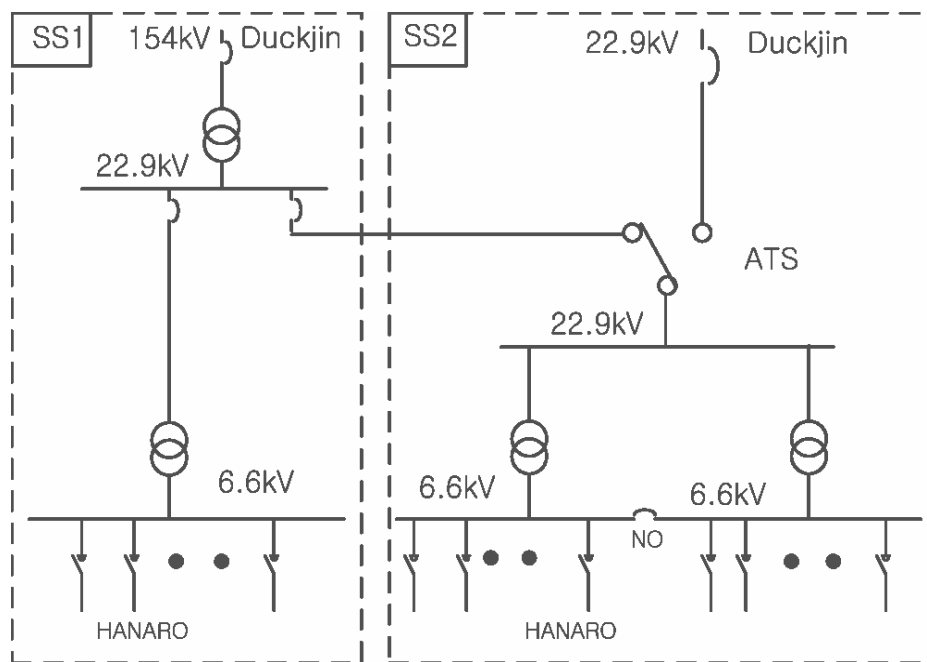 SS1
154kV Duckjin
22.9kV
6.6kV
HANARO
SS2
22.9kV Duckjin
ATS
22.9kV
6.6kV
6.6kV
NO
HANARO